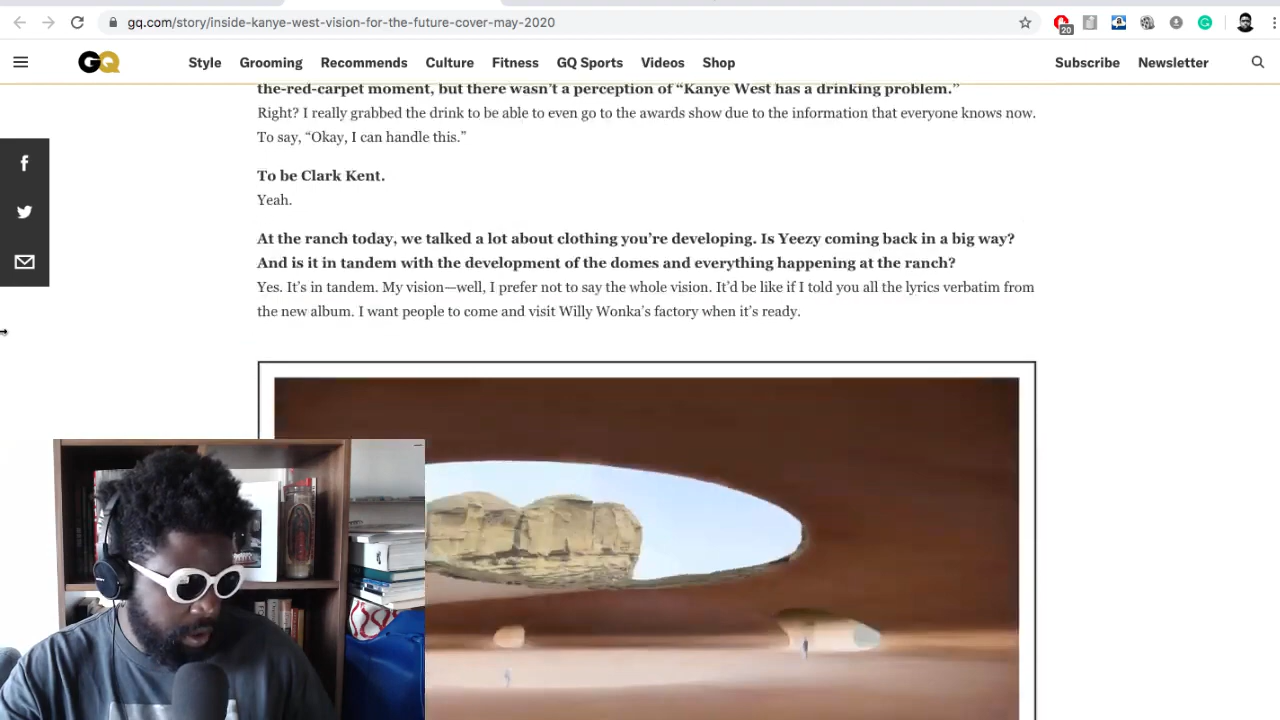 gq.com/story/inside-kanye-west-vision-for-the-future-cover-may-2020
20
GQ
Style Grooming Recommends Culture Fitness GQ Sports Videos Shop
Subscribe Newsletter
the-red-carpet moment, but there wasn't a perception of “Kanye West has a drinking problem.”
Right? I really grabbed the drink to be able to even go to the awards show due to the information that everyone knows now.
To say, “Okay, I can handle this.”
To be Clark Kent.
Yeah.
At the ranch today, we talked a lot about clothing you’re developing. Is Yeezy coming back in a big way?
And is it in tandem with the development of the domes and everything happening at the ranch?
Yes. It’s in tandem. My vision—well, I prefer not to say the whole vision. It’d be like if I told you all the lyrics verbatim from
the new album. I want people to come and visit Willy Wonka’s factory when it’s ready.